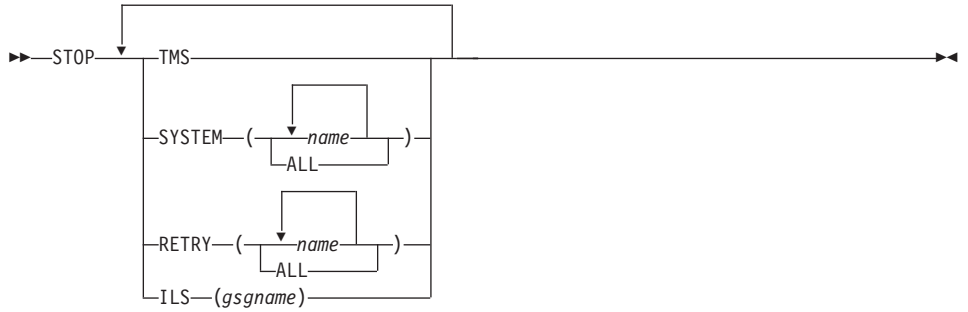 STOP TMS
SYSTEM ( name )
ALL
RETRY ( name )
ALL
ILS (gsgname)